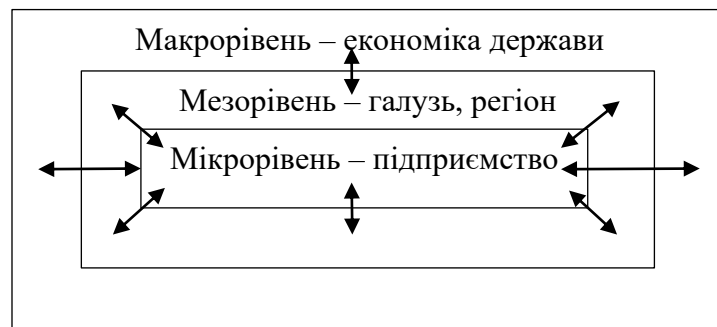 Макрорівень – економіка держави
Мезорівень – галузь, регіон
Мікрорівень – підприємство